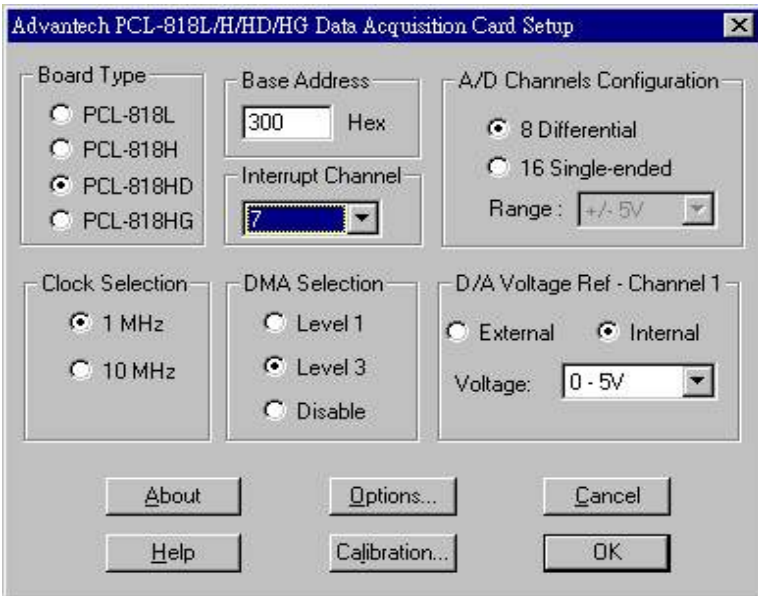 Advantech PCL-818L/H/HD/HG Data Acquisition Card Setup
Board Type
PCL-818L
PCL-818H
PCL-818HD
PCL-818HG
Base Address
300 Hex
Interrupt Channel
7
A/D Channels Configuration
8 Differential
16 Single-ended
Range : +/- 5V
Clock Selection
1 MHz
10 MHz
DMA Selection
Level 1
Level 3
Disable
D/A Voltage Ref - Channel 1
External Internal
Voltage: 0 - 5V
About Options... Cancel
Help Calibration... OK